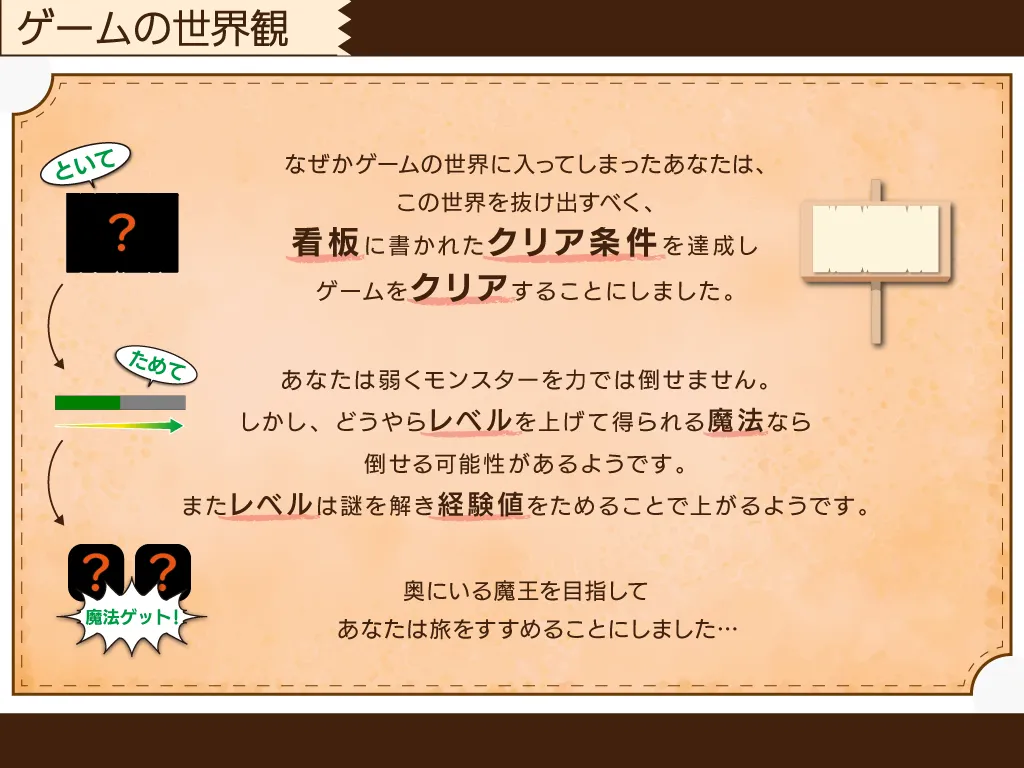 ゲームの世界観
といて
?
ためて
? ?
魔法ゲット!
なぜかゲームの世界に入ってしまったあなたは、
この世界を抜け出すべく、
看板に書かれたクリア条件を達成し
ゲームをクリアすることにしました。
あなたは弱くモンスターを力では倒せません。
しかし、どうやらレベルを上げて得られる魔法なら
倒せる可能性があるようです。
またレベルは謎を解き経験値をためることで上がるようです。
奥にいる魔王を目指して
あなたは旅をすすめることにしました…